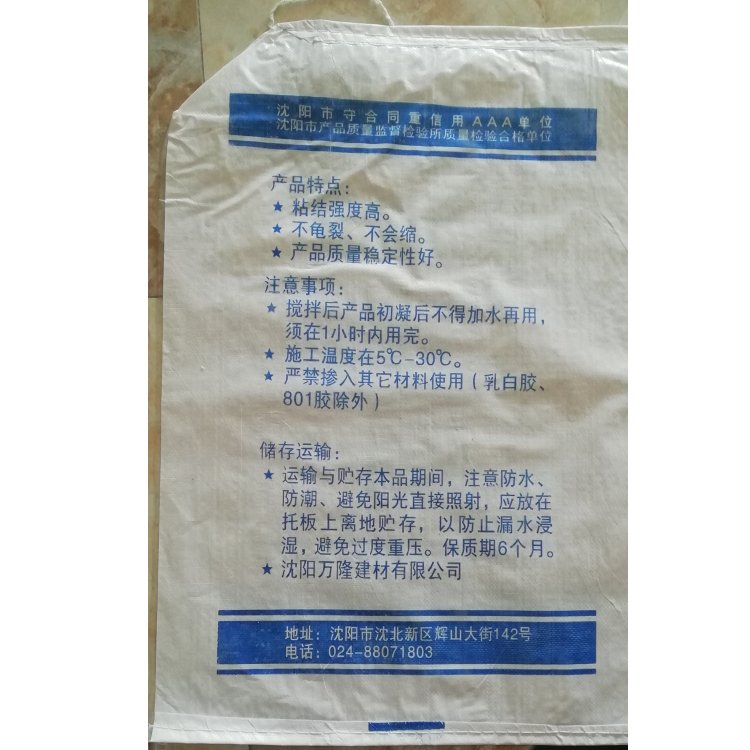 沈阳市守合同重信用AAA单位
沈阳市产品质量监督检验所质量检验合格单位
产品特点：
★ 粘结强度高。
★ 不龟裂、不会缩。
★ 产品质量稳定性好。
注意事项：
★ 搅拌后产品初凝后不得加水再用，
须在1小时内用完。
★ 施工温度在5℃-30℃。
★ 严禁掺入其它材料使用（乳白胶、
801胶除外）
储存运输：
★ 运输与贮存本品期间，注意防水、
防潮、避免阳光直接照射，应放在
托板上离地贮存，以防止漏水浸
湿，避免过度重压。保质期6个月。
★ 沈阳万隆建材有限公司
地址：沈阳市沈北新区辉山大街142号
电话：024-88071803